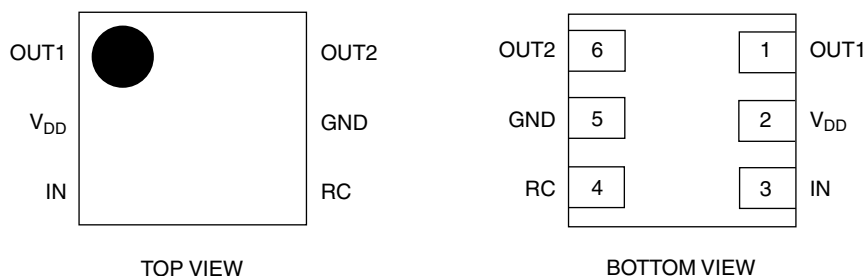 OUT1 OUT2
V_DD GND
IN RC
TOP VIEW
OUT2 6 1 OUT1
GND 5 2 V_DD
RC 4 3 IN
BOTTOM VIEW